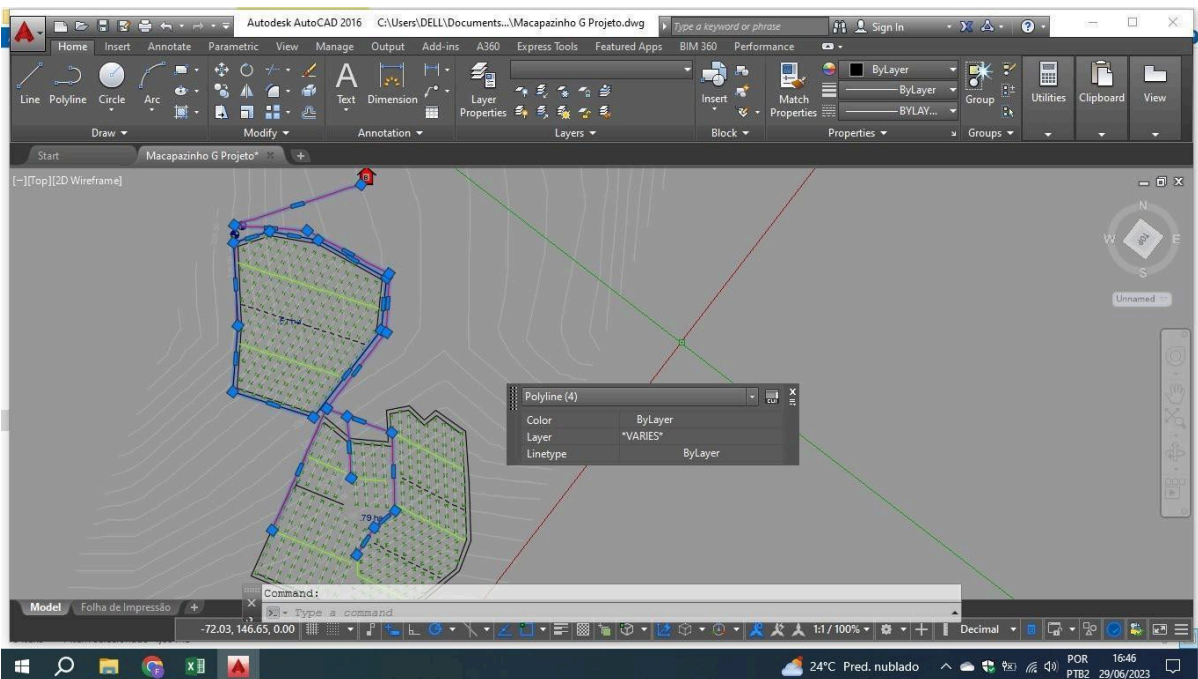 Autodesk AutoCAD 2016 C:\Users\DELL\Documents...\Macapazinho G Projeto.dwg Type a keyword or phrase Sign In
Home Insert Annotate Parametric View Manage Output Add-ins A360 Express Tools Featured Apps BIM 360 Performance
Line Polyline Circle Arc Text Dimension Layer Properties Insert Match Properties ByLayer ByLayer BYLAY... Group Utilities Clipboard View
Draw Modify Annotation Layers Block Properties Groups
Start Macapazinho G Projeto* +
[-][Top][2D Wireframe]
N
W TOP E
S
Unnamed
Polyline (4)
Color ByLayer
Layer *VARIES*
Linetype ByLayer
.79
Command:
Type a command
Model Folha de Impressão +
-72.03, 146.65, 0.00 1:1 / 100% Decimal
24°C Pred. nublado POR 16:46
PTB2 29/06/2023